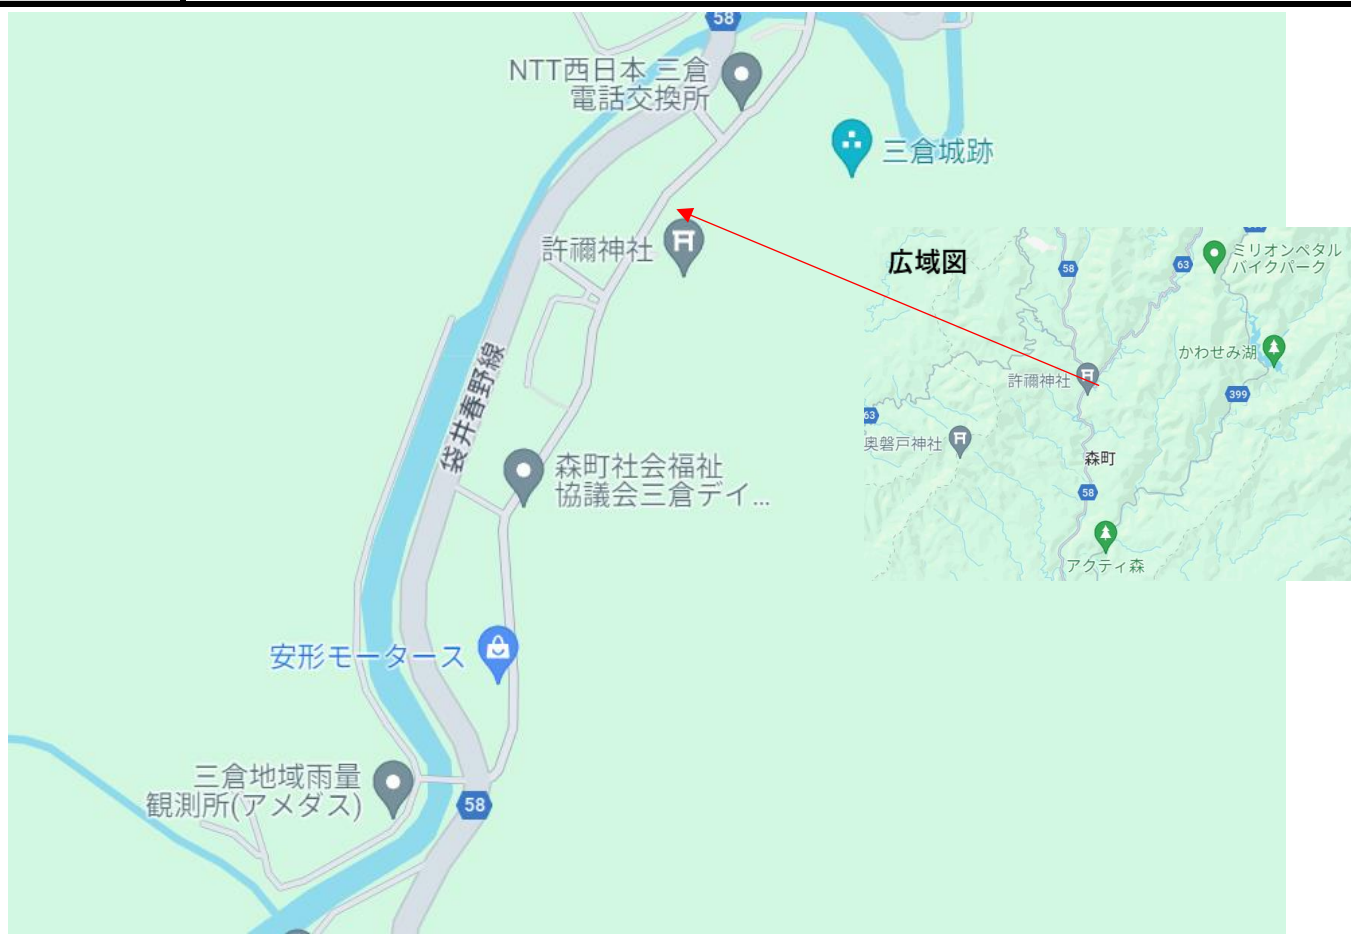 58
NTT西日本 三倉
電話交換所
三倉城跡
許禰神社
袋井春野線
森町社会福祉
協議会三倉デイ...
安形モータース
三倉地域雨量
観測所(アメダス)
58
広域図
ミリオンペタル
バイクパーク
58
63
かわせみ湖
許禰神社
399
63
奥磐戸神社
森町
58
アクティ森